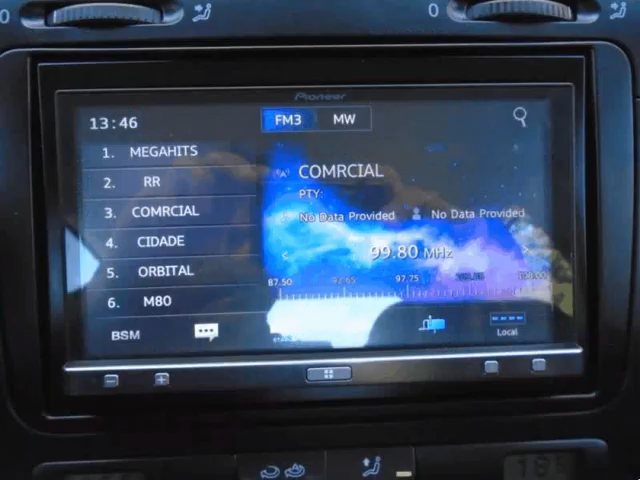 0
0
Pioneer
13:46
FM3 MW
1. MEGAHITS
2. RR
3. COMRCIAL
4. CIDADE
5. ORBITAL
6. M80
COMRCIAL
PTY:
No Data Provided No Data Provided
< 99.80 MHz >
87.50 92.65 97.75 108.00
BSM
Local